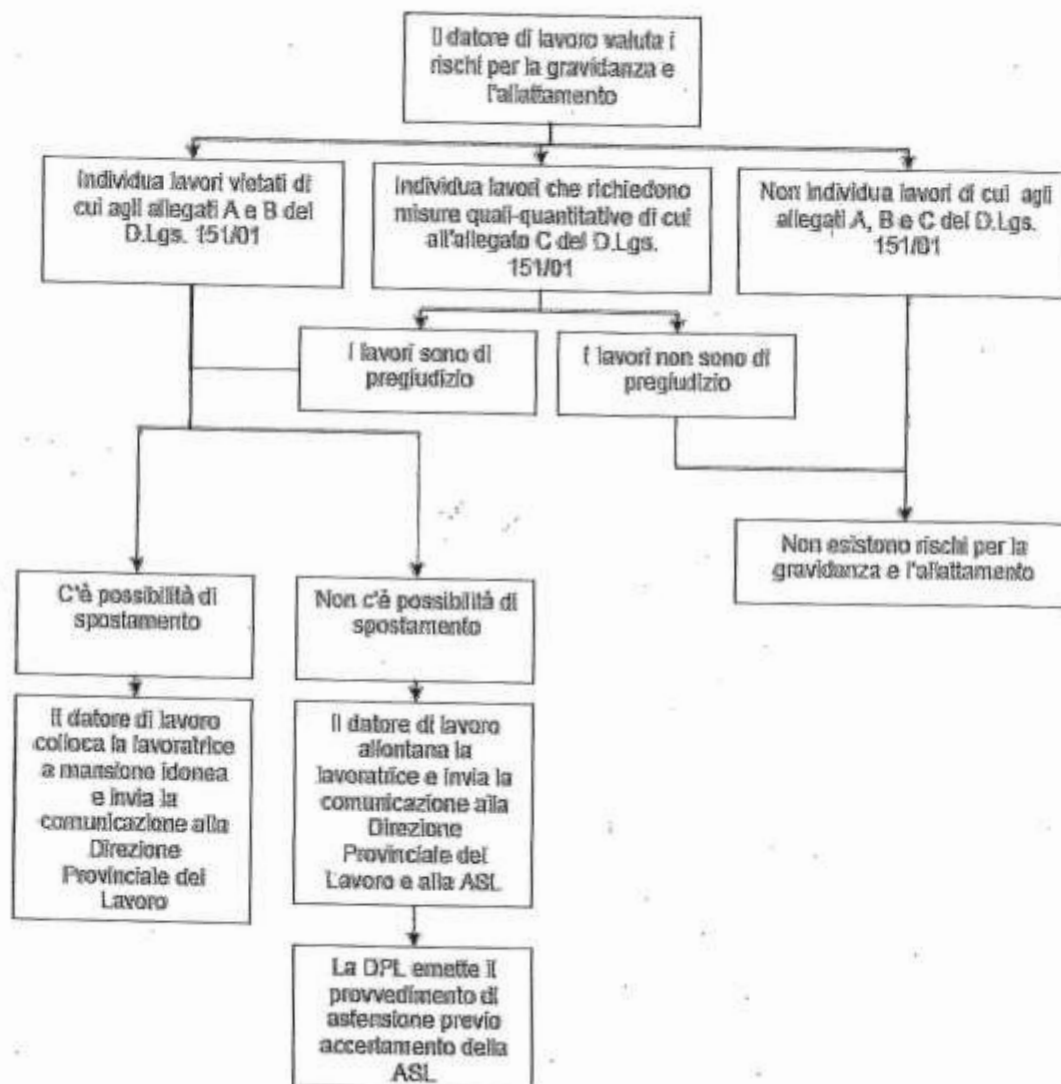 Il datore di lavoro valuta i
rischi per la gravidanza e
l'allattamento
Individua lavori vietati di
cui agli allegati A e B del
D.Lgs. 151/01
Individua lavori che richiedono
misure quali-quantitative di cui
all'allegato C del D.Lgs.
151/01
Non individua lavori di cui agli
allegati A, B e C del D.Lgs.
151/01
I lavori sono di
pregiudizio
I lavori non sono di
pregiudizio
Non esistono rischi per la
gravidanza e l'allattamento
C'è possibilità di
spostamento
Non c'è possibilità di
spostamento
Il datore di lavoro
colloca la lavoratrice
a mansione idonea
e invia la
comunicazione alla
Direzione
Provinciale del
Lavoro
Il datore di lavoro
allontana la
lavoratrice e invia la
comunicazione alla
Direzione
Provinciale del
Lavoro e alla ASL
La DPL emette il
provvedimento di
astensione previo
accertamento della
ASL